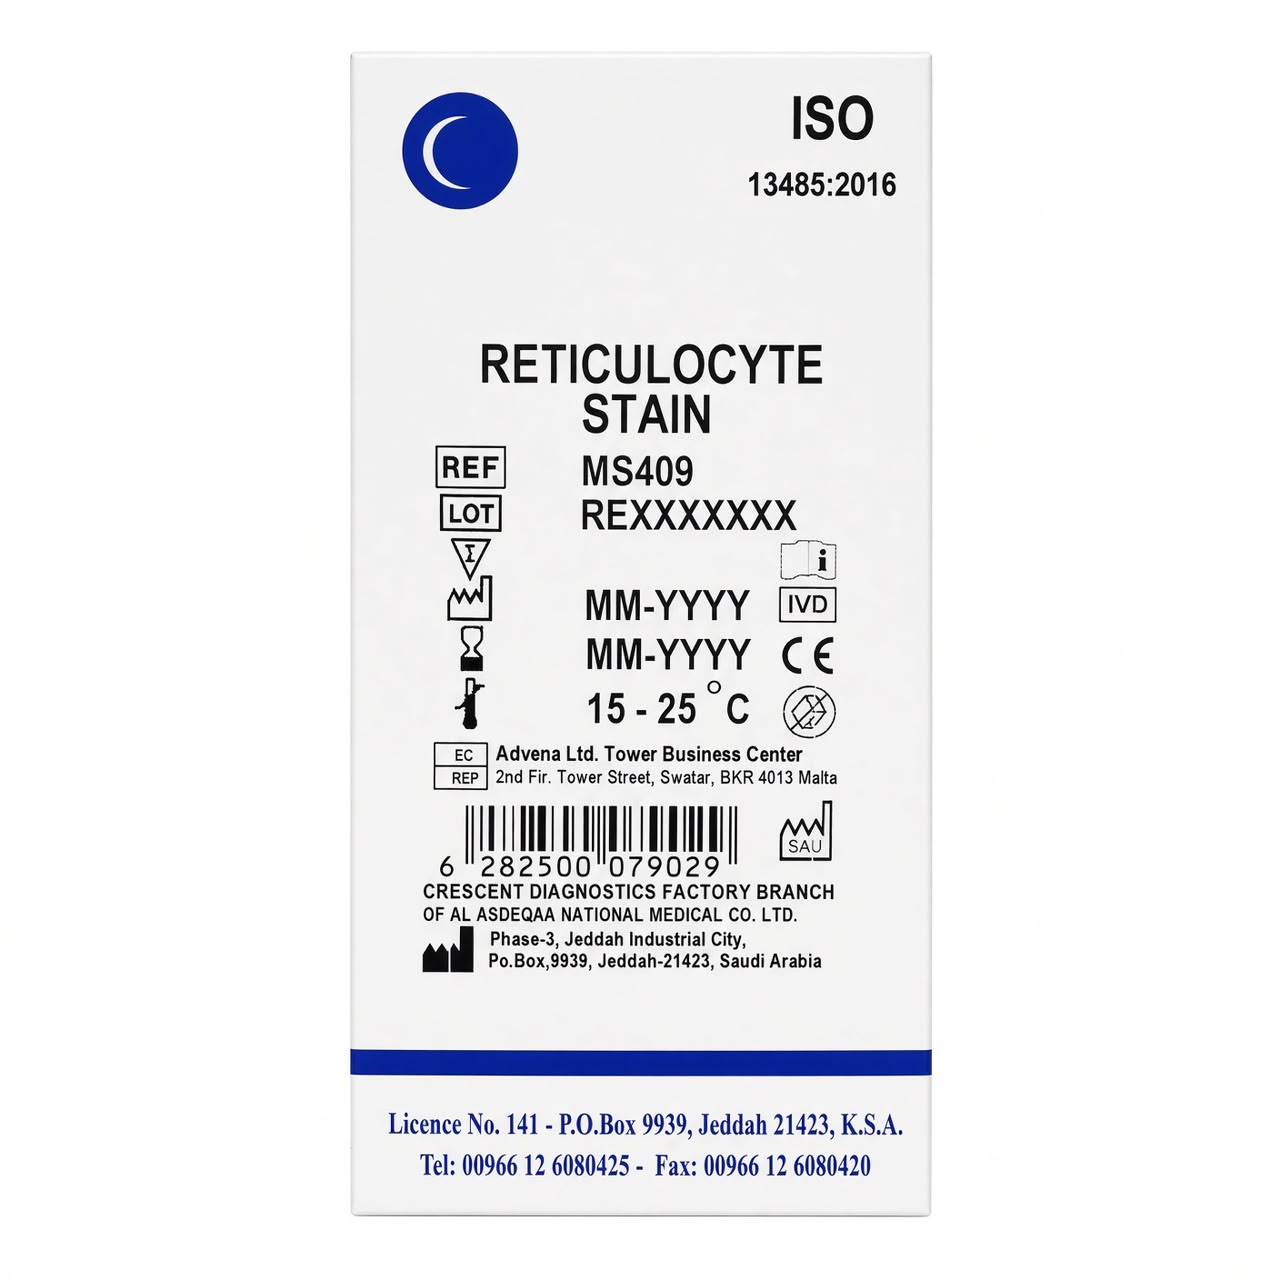 ISO
13485:2016
RETICULOCYTE
STAIN
REF MS409
LOT REXXXXXXX
Σ
i
MM-YYYY IVD
MM-YYYY CE
15 - 25 °C
EC Advena Ltd. Tower Business Center
REP 2nd Fir. Tower Street, Swatar, BKR 4013 Malta
SAU
6 282500 079029
CRESCENT DIAGNOSTICS FACTORY BRANCH
OF AL ASDEQAA NATIONAL MEDICAL CO. LTD.
Phase-3, Jeddah Industrial City,
Po.Box,9939, Jeddah-21423, Saudi Arabia
Licence No. 141 - P.O.Box 9939, Jeddah 21423, K.S.A.
Tel: 00966 12 6080425 - Fax: 00966 12 6080420